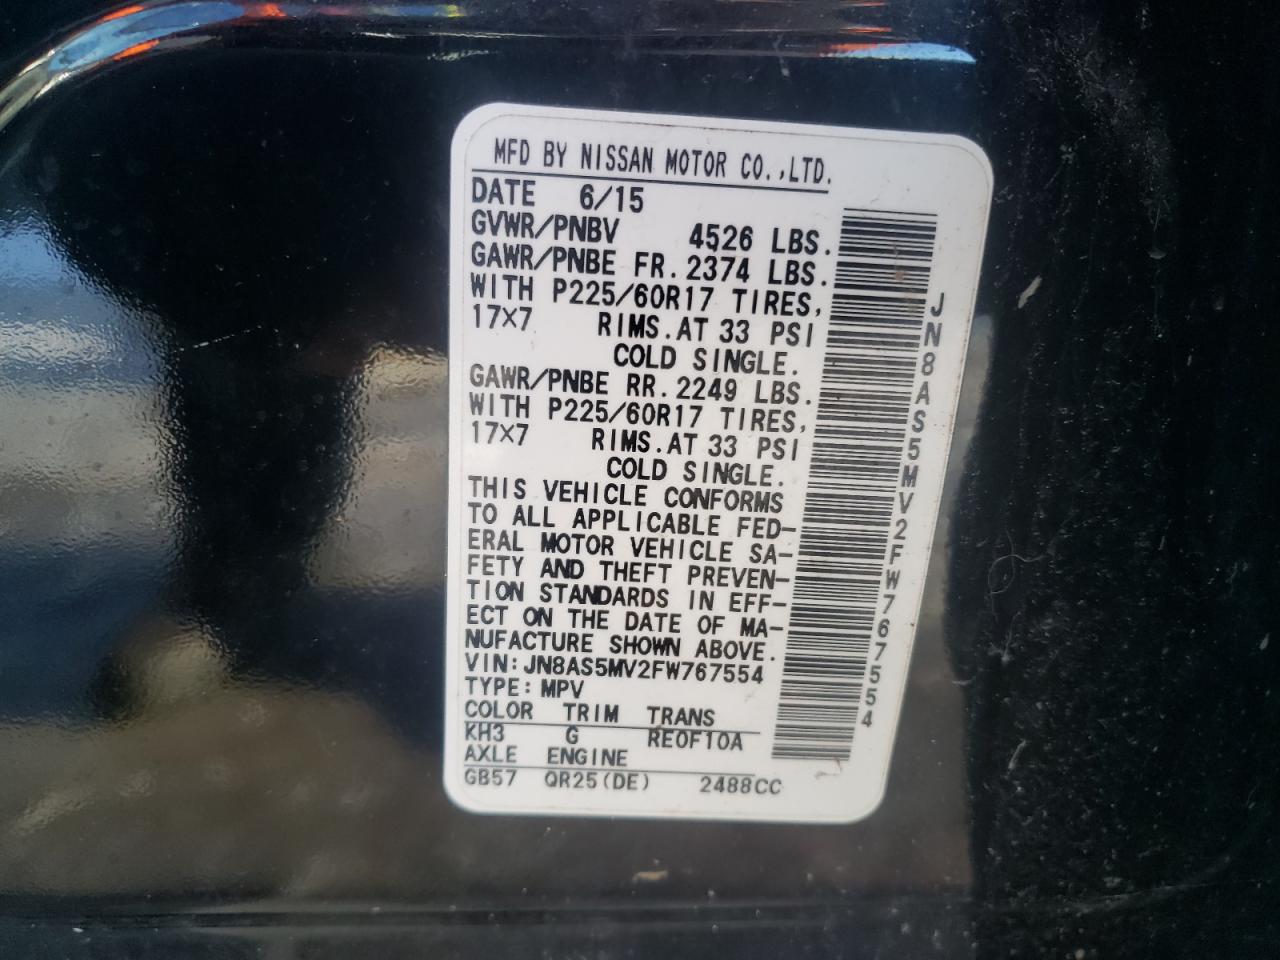 MFD BY NISSAN MOTOR CO.,LTD.
DATE 6/15
GVWR/PNBV 4526 LBS.
GAWR/PNBE FR.2374 LBS.
WITH P225/60R17 TIRES,
17×7 RIMS.AT 33 PSI
COLD SINGLE.
GAWR/PNBE RR.2249 LBS.
WITH P225/60R17 TIRES,
17×7 RIMS.AT 33 PSI
COLD SINGLE.
THIS VEHICLE CONFORMS
TO ALL APPLICABLE FED-
ERAL MOTOR VEHICLE SA-
FETY AND THEFT PREVEN-
TION STANDARDS IN EFF-
ECT ON THE DATE OF MA-
NUFACTURE SHOWN ABOVE.
VIN:JN8AS5MV2FW767554
TYPE:MPV
COLOR TRIM TRANS
KH3 G RE0F10A
AXLE ENGINE
GB57 QR25(DE) 2488CC
JN8AS5MV2FW767554